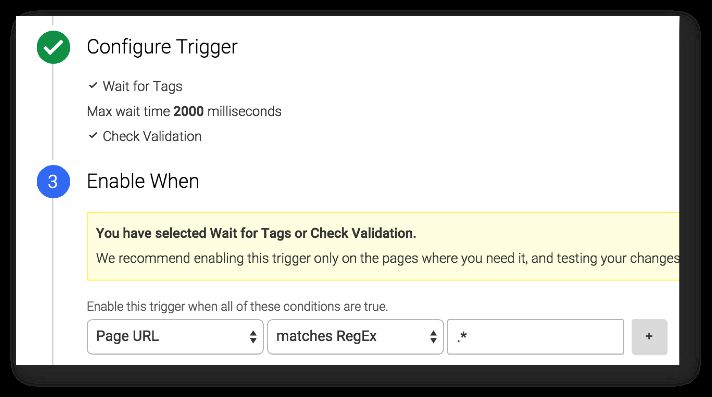 Configure Trigger
Wait for Tags
Max wait time 2000 milliseconds
Check Validation
3 Enable When
You have selected Wait for Tags or Check Validation.
We recommend enabling this trigger only on the pages where you need it, and testing your changes
Enable this trigger when all of these conditions are true.
Page URL matches RegEx .* +